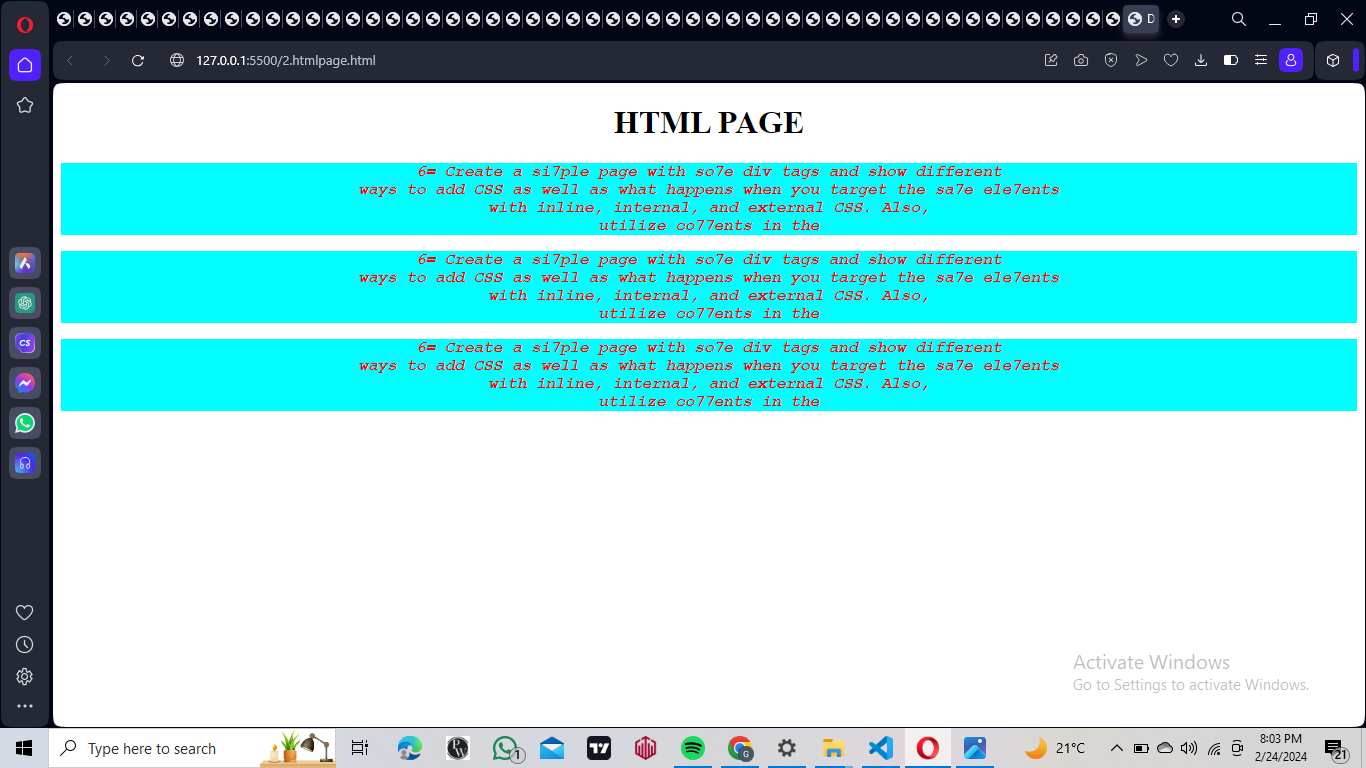 D
127.0.0.1:5500/2.htmlpage.html
HTML PAGE
6= Create a si7ple page with so7e div tags and show different
ways to add CSS as well as what happens when you target the sa7e ele7ents
with inline, internal, and external CSS. Also,
utilize co77ents in the
6= Create a si7ple page with so7e div tags and show different
ways to add CSS as well as what happens when you target the sa7e ele7ents
with inline, internal, and external CSS. Also,
utilize co77ents in the
6= Create a si7ple page with so7e div tags and show different
ways to add CSS as well as what happens when you target the sa7e ele7ents
with inline, internal, and external CSS. Also,
utilize co77ents in the
CS
Activate Windows
Go to Settings to activate Windows.
Type here to search
1
G
21°C
8:03 PM
2/24/2024
21